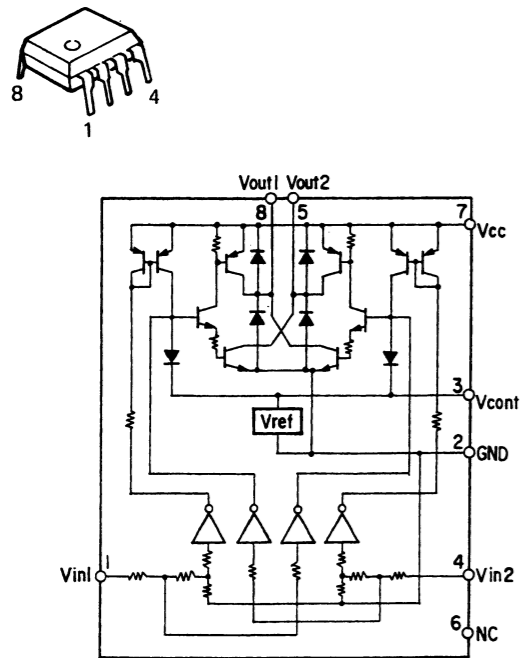 8
4
1
Vout1 Vout2
8 5
7
Vcc
3
Vcont
Vref
2
GND
Vin1
1
4
Vin2
6
NC